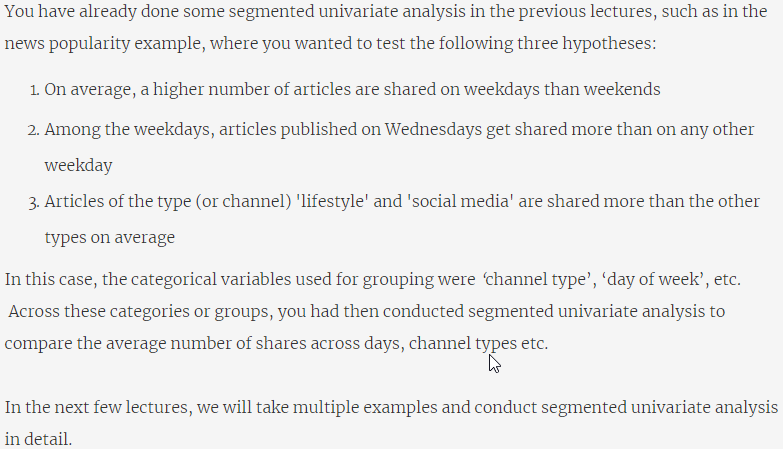 You have already done some segmented univariate analysis in the previous lectures, such as in the
news popularity example, where you wanted to test the following three hypotheses:
1. On average, a higher number of articles are shared on weekdays than weekends
2. Among the weekdays, articles published on Wednesdays get shared more than on any other
weekday
3. Articles of the type (or channel) 'lifestyle' and 'social media' are shared more than the other
types on average
In this case, the categorical variables used for grouping were ‘channel type’, ‘day of week’, etc.
Across these categories or groups, you had then conducted segmented univariate analysis to
compare the average number of shares across days, channel types etc.
In the next few lectures, we will take multiple examples and conduct segmented univariate analysis
in detail.